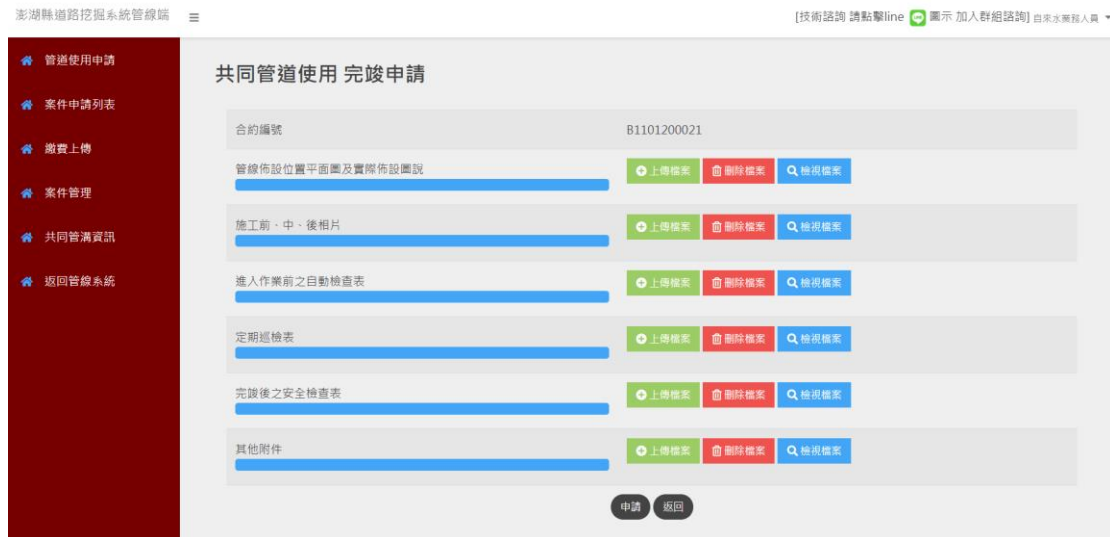 澎湖縣道路挖掘系統管線端
[技術諮詢 請點擊line 圖示 加入群組諮詢] 自來水業務人員
管道使用申請
案件申請列表
繳費上傳
案件管理
共同管溝資訊
返回管線系統
共同管道使用 完竣申請
合約編號 B1101200021
管線佈設位置平面圖及實際佈設圖說 上傳檔案 刪除檔案 檢視檔案
施工前、中、後相片 上傳檔案 刪除檔案 檢視檔案
進入作業前之自動檢查表 上傳檔案 刪除檔案 檢視檔案
定期巡檢表 上傳檔案 刪除檔案 檢視檔案
完竣後之安全檢查表 上傳檔案 刪除檔案 檢視檔案
其他附件 上傳檔案 刪除檔案 檢視檔案
申請 返回